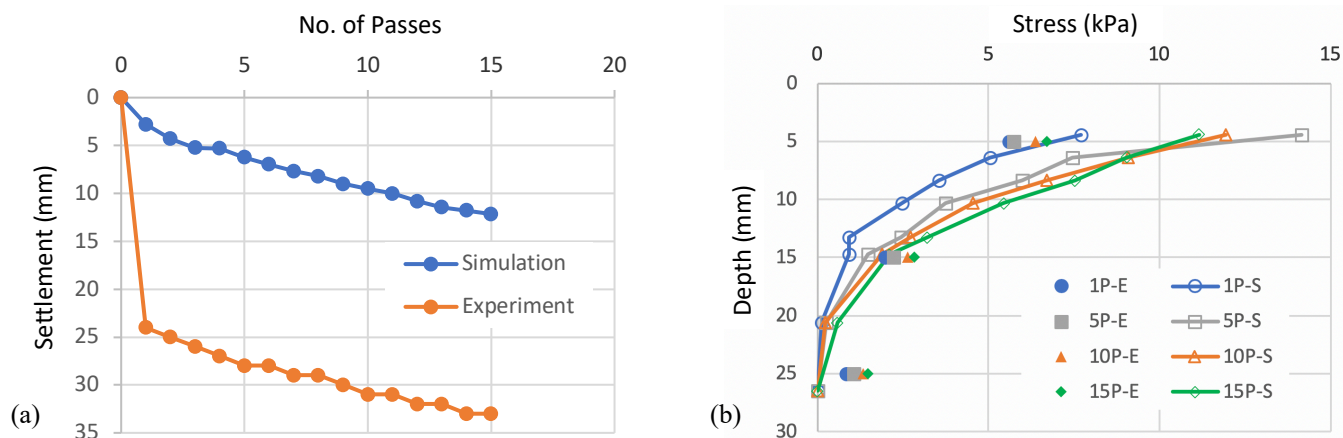 No. of Passes
0 5 10 15 20
0
5
10
15
20
25
30
35
Settlement (mm)
Simulation
Experiment
(a)
Stress (kPa)
0 5 10 15
0
5
10
15
20
25
30
Depth (mm)
1P-E 1P-S
5P-E 5P-S
10P-E 10P-S
15P-E 15P-S
(b)